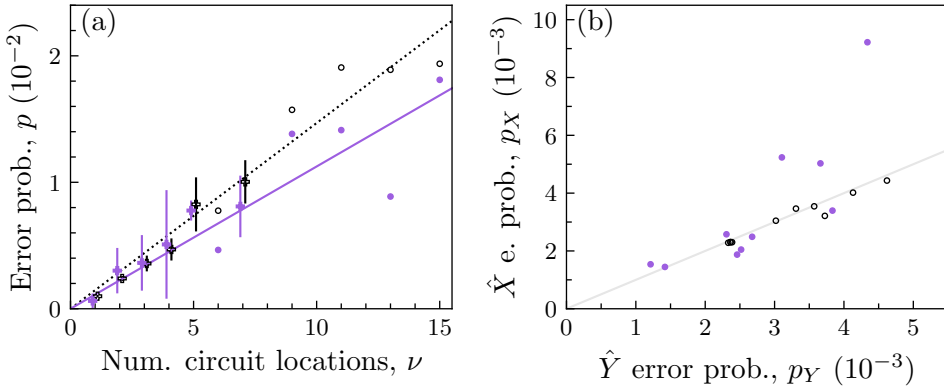 (a)
Error prob., p (10⁻²)
2
1
0
0 5 10 15
Num. circuit locations, ν
(b)
X̂ e. prob., p_X (10⁻³)
10
8
6
4
2
0
0 1 2 3 4 5
Ŷ error prob., p_Y (10⁻³)